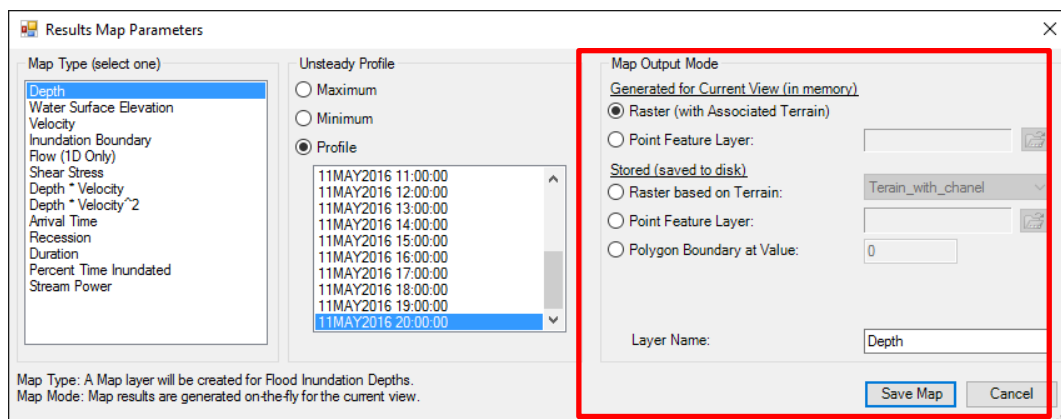 Results Map Parameters
Map Type (select one)
Depth
Water Surface Elevation
Velocity
Inundation Boundary
Flow (1D Only)
Shear Stress
Depth * Velocity
Depth * Velocity^2
Arrival Time
Recession
Duration
Percent Time Inundated
Stream Power
Unsteady Profile
Maximum
Minimum
Profile
11MAY2016 11:00:00
11MAY2016 12:00:00
11MAY2016 13:00:00
11MAY2016 14:00:00
11MAY2016 15:00:00
11MAY2016 16:00:00
11MAY2016 17:00:00
11MAY2016 18:00:00
11MAY2016 19:00:00
11MAY2016 20:00:00
Map Output Mode
Generated for Current View (in memory)
Raster (with Associated Terrain)
Point Feature Layer:
Stored (saved to disk)
Raster based on Terrain: Terain_with_chanel
Point Feature Layer:
Polygon Boundary at Value: 0
Layer Name: Depth
Map Type: A Map layer will be created for Flood Inundation Depths.
Map Mode: Map results are generated on-the-fly for the current view.
Save Map Cancel